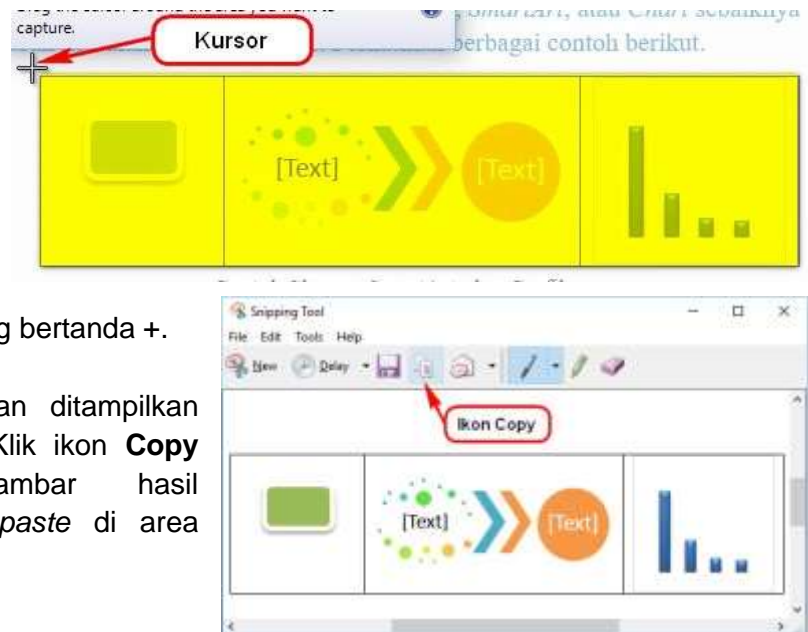 capture.
Kursor
SmartArt, atau Chart sebaiknya
berbagai contoh berikut.
[Text]
[Text]
bertanda +.
Snipping Tool
File Edit Tools Help
New Delay
an ditampilkan
Klik ikon Copy
hasil
paste di area
Ikon Copy
[Text]
[Text]